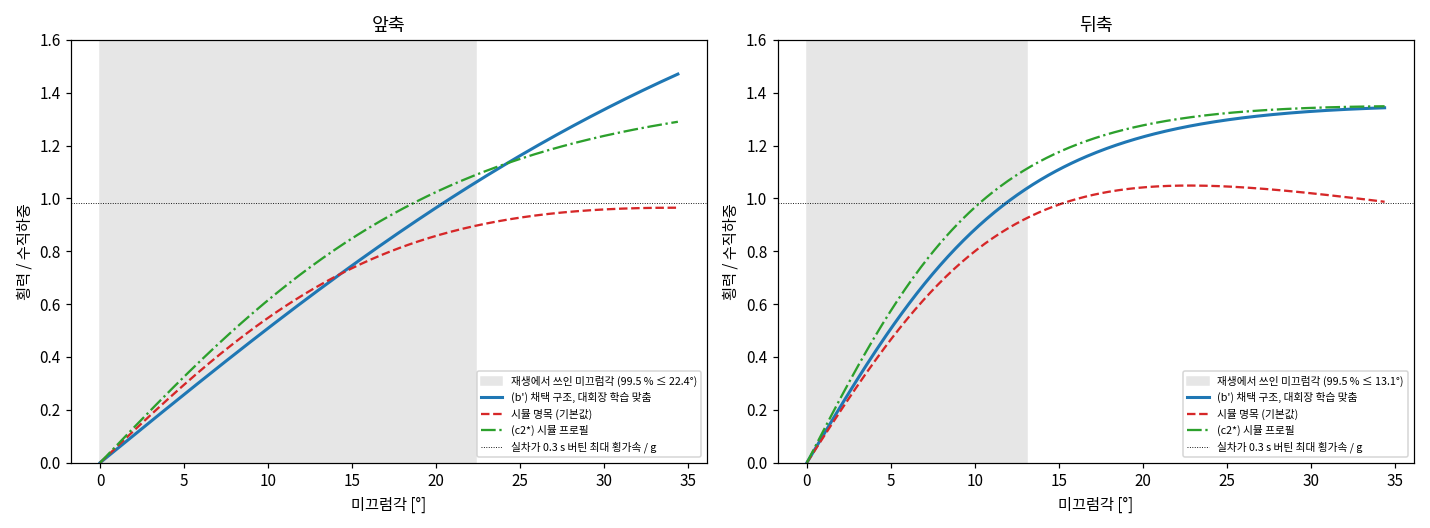 앞축
1.6
1.4
1.2
1.0
0.8
0.6
0.4
0.2
0.0
횡력 / 수직하중
0 5 10 15 20 25 30 35
미끄럼각 [°]
재생에서 쓰인 미끄럼각 (99.5 % ≤ 22.4°)
(b') 채택 구조, 대회장 학습 맞춤
시뮬 명목 (기본값)
(c2*) 시뮬 프로필
실차가 0.3 s 버틴 최대 횡가속 / g
뒤축
1.6
1.4
1.2
1.0
0.8
0.6
0.4
0.2
0.0
횡력 / 수직하중
0 5 10 15 20 25 30 35
미끄럼각 [°]
재생에서 쓰인 미끄럼각 (99.5 % ≤ 13.1°)
(b') 채택 구조, 대회장 학습 맞춤
시뮬 명목 (기본값)
(c2*) 시뮬 프로필
실차가 0.3 s 버틴 최대 횡가속 / g